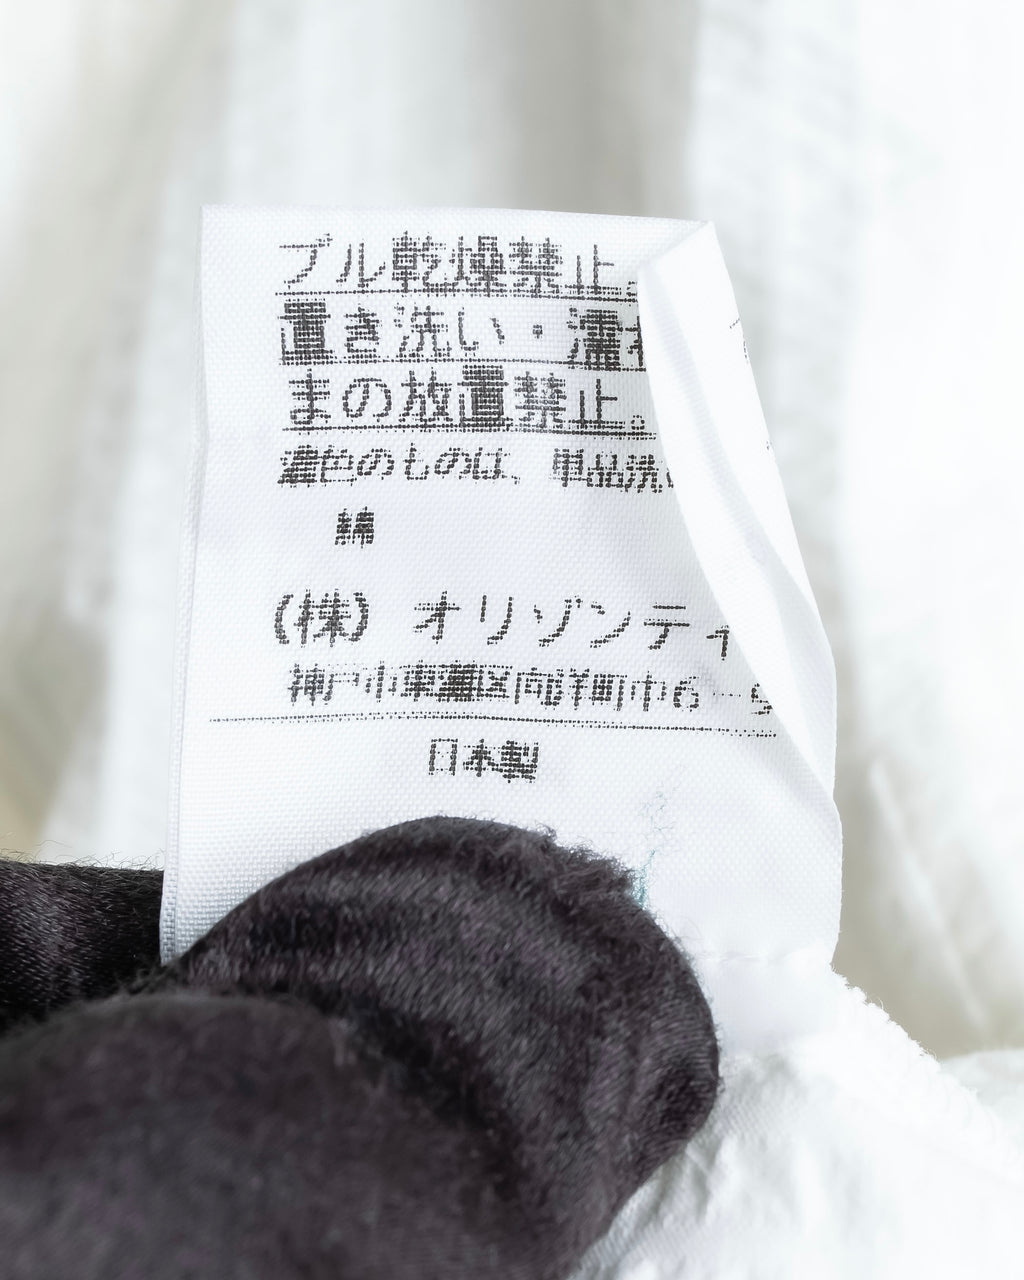 ブル乾燥禁止。
置き洗い・濡れ
まの放置禁止。
濃色のものは、単品洗い
綿
(株) オリゾンティ
神戸市東灘区向洋町中6-9
日本製